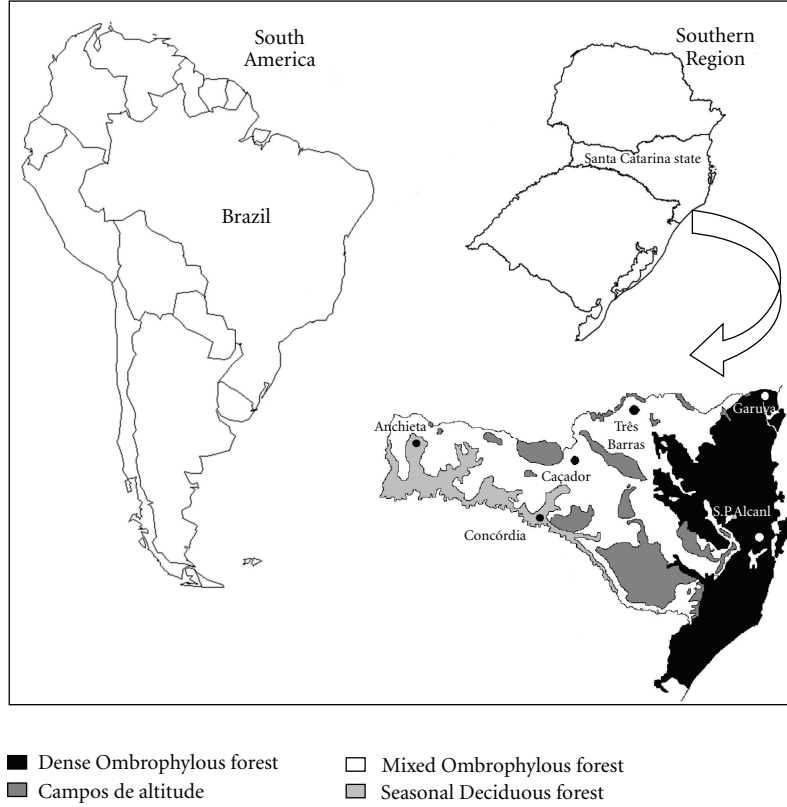 South
America
Brazil
Southern
Region
Santa Catarina state
Anchieta
Três
Barras
Garuva
Caçador
S.P.Alcanl
Concórdia
Dense Ombrophylous forest
Campos de altitude
Mixed Ombrophylous forest
Seasonal Deciduous forest